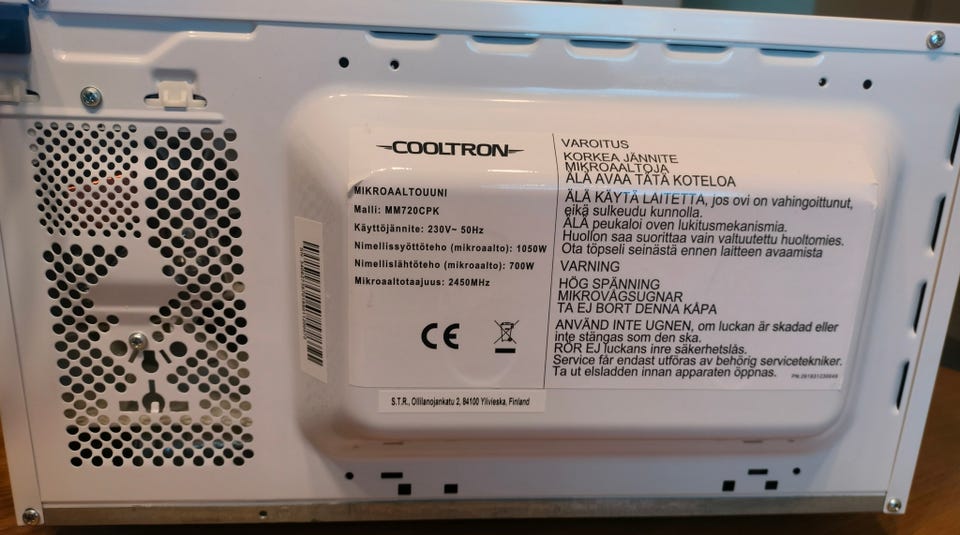 COOLTRON
MIKROAALTOUUNI
Malli: MM720CPK
Käyttöjännite: 230V~ 50Hz
Nimellissyöttöteho (mikroaalto): 1050W
Nimellislähtöteho (mikroaalto): 700W
Mikroaaltotaajuus: 2450MHz
CE
S.T.R., Ollilanojankatu 2, 84100 Ylivieska, Finland
VAROITUS
KORKEA JÄNNITE
MIKROAALTOJA
ÄLÄ AVAA TÄTÄ KOTELOA
ÄLÄ KÄYTÄ LAITETTA, jos ovi on vahingoittunut,
eikä sulkeudu kunnolla.
ÄLÄ peukaloi oven lukitusmekanismia.
Huollon saa suorittaa vain valtuutettu huoltomies.
Ota töpseli seinästä ennen laitteen avaamista
VARNING
HÖG SPÄNNING
MIKROVÅGSUGNAR
TA EJ BORT DENNA KÅPA
ANVÄND INTE UGNEN, om luckan är skadad eller
inte stängas som den ska.
RÖR EJ luckans inre säkerhetslås.
Service får endast utföras av behörig servicetekniker.
Ta ut elsladden innan apparaten öppnas.